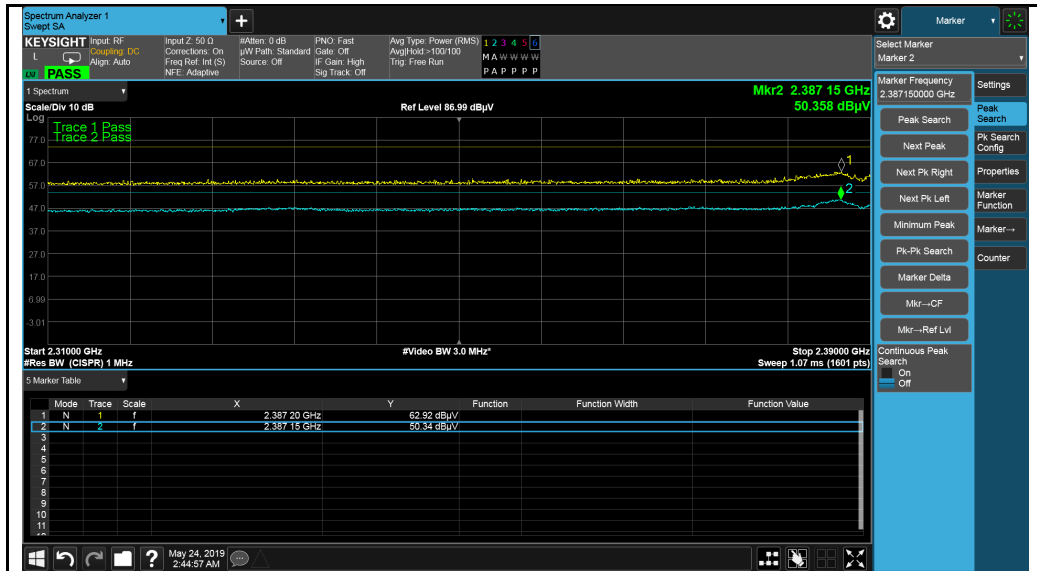 Spectrum Analyzer 1
Swept SA
+
Marker
KEYSIGHT
L
PASS
Input: RF
Coupling: DC
Align: Auto
Input Z: 50 Ω
Corrections: On
Freq Ref: Int (S)
NFE: Adaptive
#Atten: 0 dB
µW Path: Standard
Source: Off
PNO: Fast
Gate: Off
IF Gain: High
Sig Track: Off
Avg Type: Power (RMS)
Avg|Hold:>100/100
Trig: Free Run
1 2 3 4 5 6
M A W W W W
P A P P P P
Select Marker
Marker 2
1 Spectrum
Scale/Div 10 dB
Log
Ref Level 86.99 dBµV
Mkr2 2.387 15 GHz
50.358 dBµV
Trace 1 Pass
Trace 2 Pass
77.0
67.0
57.0
47.0
37.0
27.0
17.0
6.99
-3.01
1
2
Start 2.31000 GHz
#Res BW (CISPR) 1 MHz
#Video BW 3.0 MHz*
Stop 2.39000 GHz
Sweep 1.07 ms (1601 pts)
Marker Frequency
2.387150000 GHz
Peak Search
Next Peak
Next Pk Right
Next Pk Left
Minimum Peak
Pk-Pk Search
Marker Delta
Mkr→CF
Mkr→Ref Lvl
Continuous Peak
Search
On
Off
Settings
Peak
Search
Pk Search
Config
Properties
Marker
Function
Marker→
Counter
5 Marker Table
Mode Trace Scale X Y Function Function Width Function Value
1 N 1 f 2.387 20 GHz 62.92 dBµV
2 N 2 f 2.387 15 GHz 50.34 dBµV
3
4
5
6
7
8
9
10
11
?
May 24, 2019
2:44:57 AM